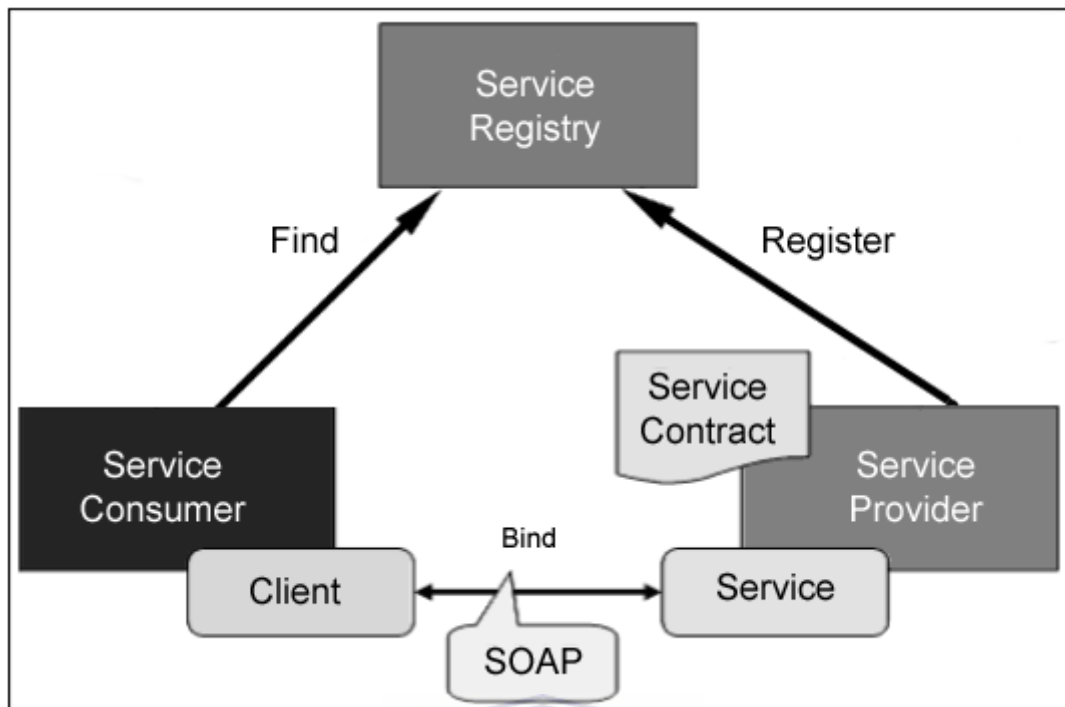 Service
Registry
Find
Register
Service
Contract
Service
Consumer
Service
Provider
Bind
Client
Service
SOAP